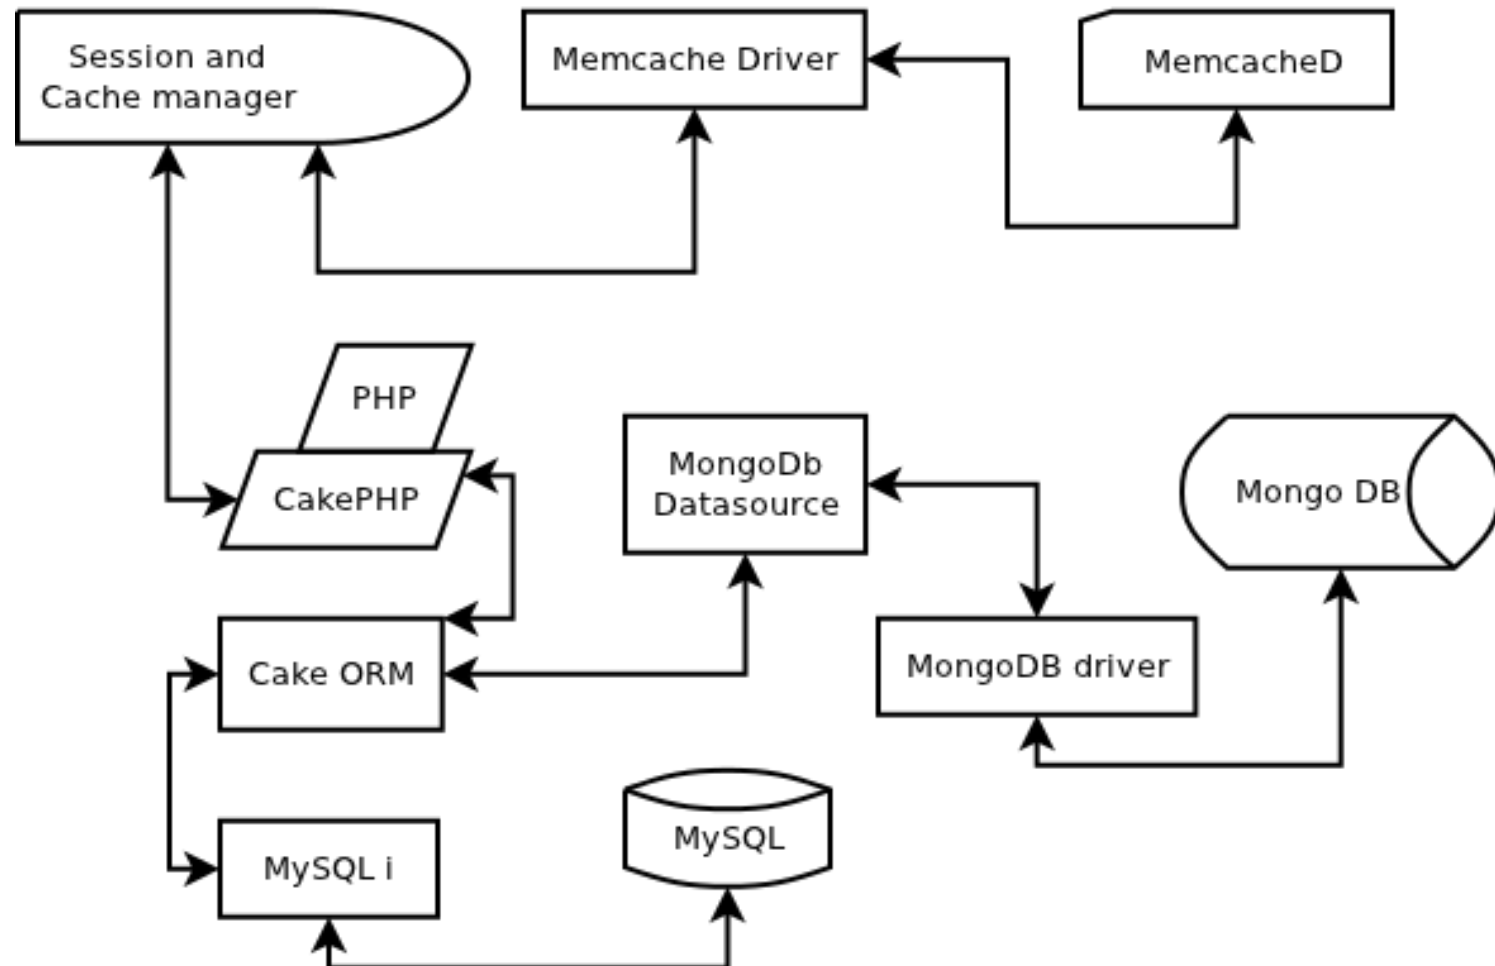 Session and
Cache manager
Memcache Driver
MemcacheD
PHP
CakePHP
MongoDb
Datasource
Mongo DB
Cake ORM
MongoDB driver
MySQL i
MySQL